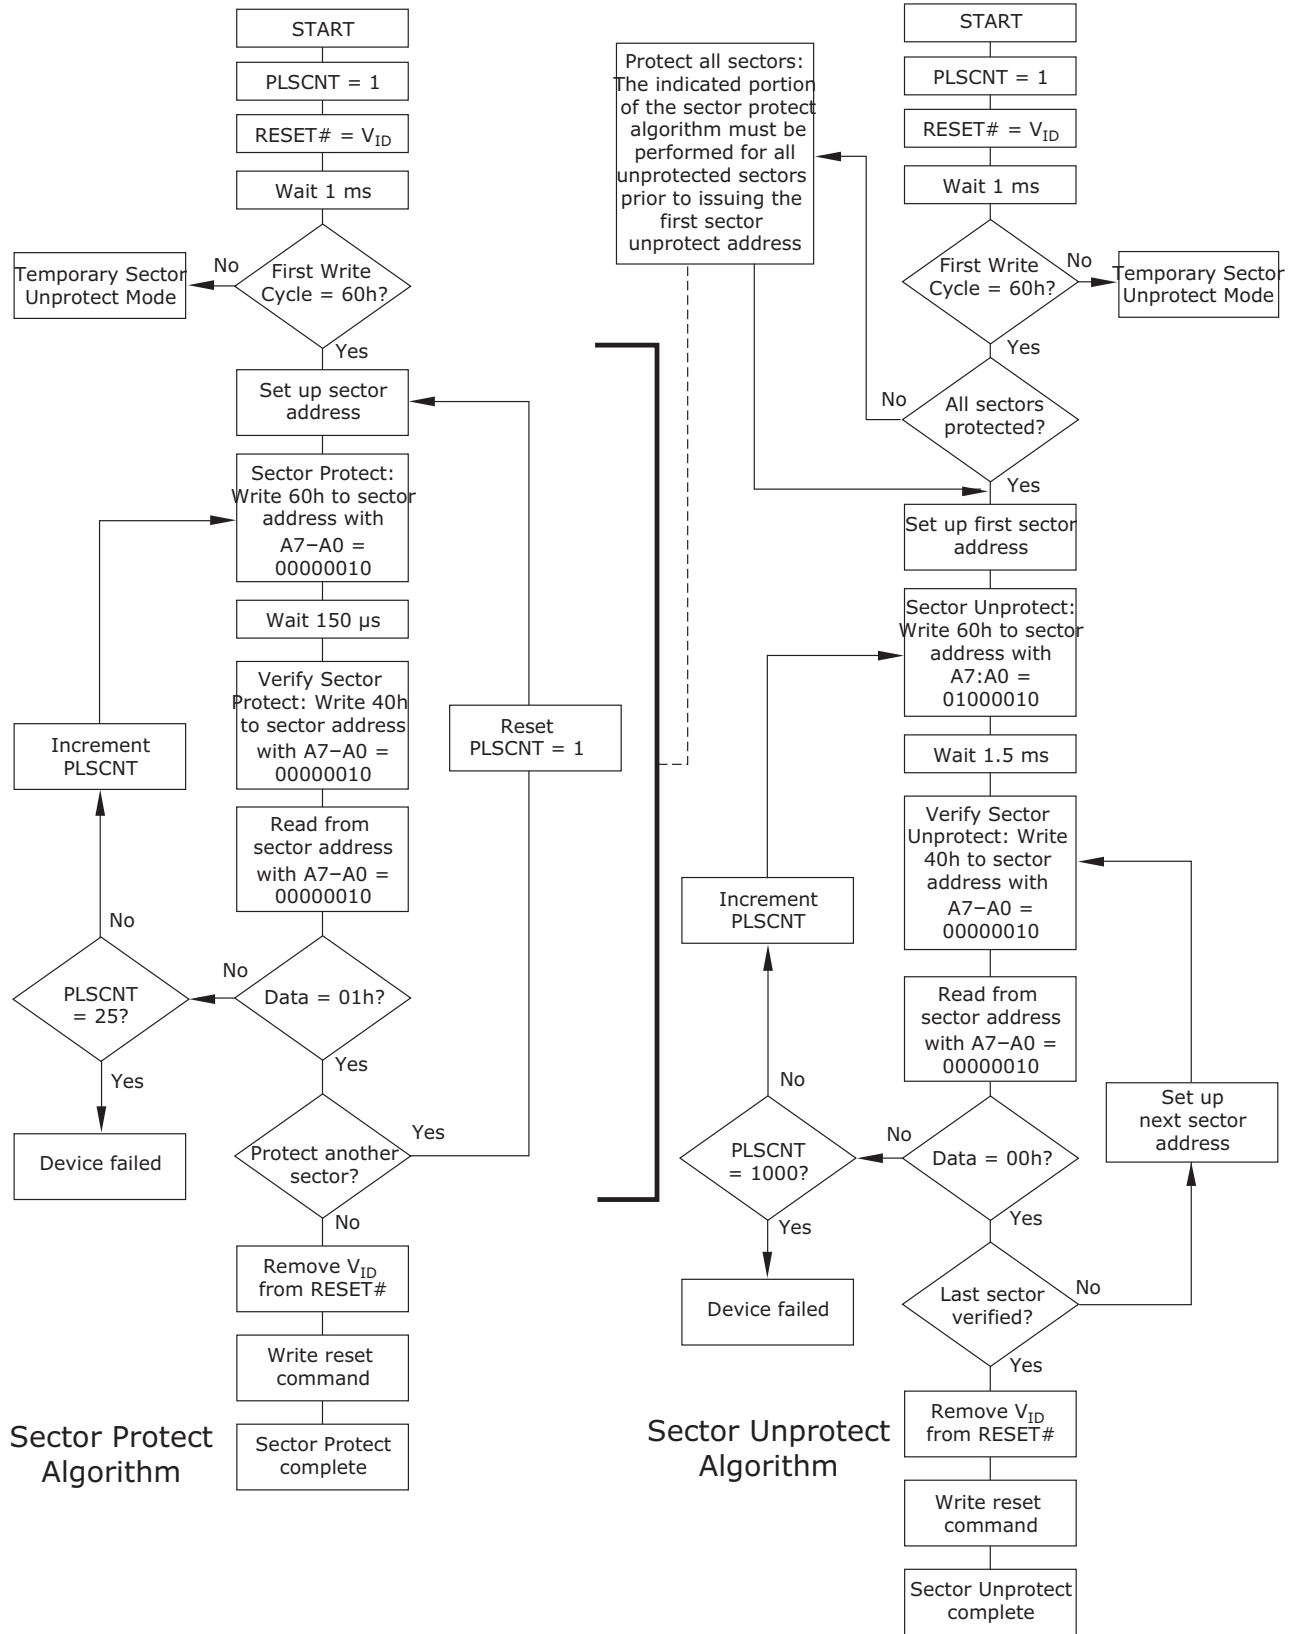 START
PLSCNT = 1
RESET# = V_ID
Wait 1 ms
First Write
Cycle = 60h?
No
Temporary Sector
Unprotect Mode
Yes
Set up sector
address
Sector Protect:
Write 60h to sector
address with
A7–A0 =
00000010
Wait 150 µs
Verify Sector
Protect: Write 40h
to sector address
with A7–A0 =
00000010
Reset
PLSCNT = 1
Increment
PLSCNT
Read from
sector address
with A7–A0 =
00000010
No
No
PLSCNT
= 25?
Data = 01h?
Yes
Yes
Device failed
Yes
Protect another
sector?
No
Remove V_ID
from RESET#
Write reset
command
Sector Protect
complete
Sector Protect
Algorithm
Protect all sectors:
The indicated portion
of the sector protect
algorithm must be
performed for all
unprotected sectors
prior to issuing the
first sector
unprotect address
START
PLSCNT = 1
RESET# = V_ID
Wait 1 ms
First Write
Cycle = 60h?
No
Temporary Sector
Unprotect Mode
Yes
No
All sectors
protected?
Yes
Set up first sector
address
Sector Unprotect:
Write 60h to sector
address with
A7:A0 =
01000010
Wait 1.5 ms
Verify Sector
Unprotect: Write
40h to sector
address with
A7–A0 =
00000010
Increment
PLSCNT
Read from
sector address
with A7–A0 =
00000010
No
Set up
next sector
address
No
PLSCNT
= 1000?
Data = 00h?
Yes
Yes
Device failed
No
Last sector
verified?
Yes
Remove V_ID
from RESET#
Write reset
command
Sector Unprotect
complete
Sector Unprotect
Algorithm